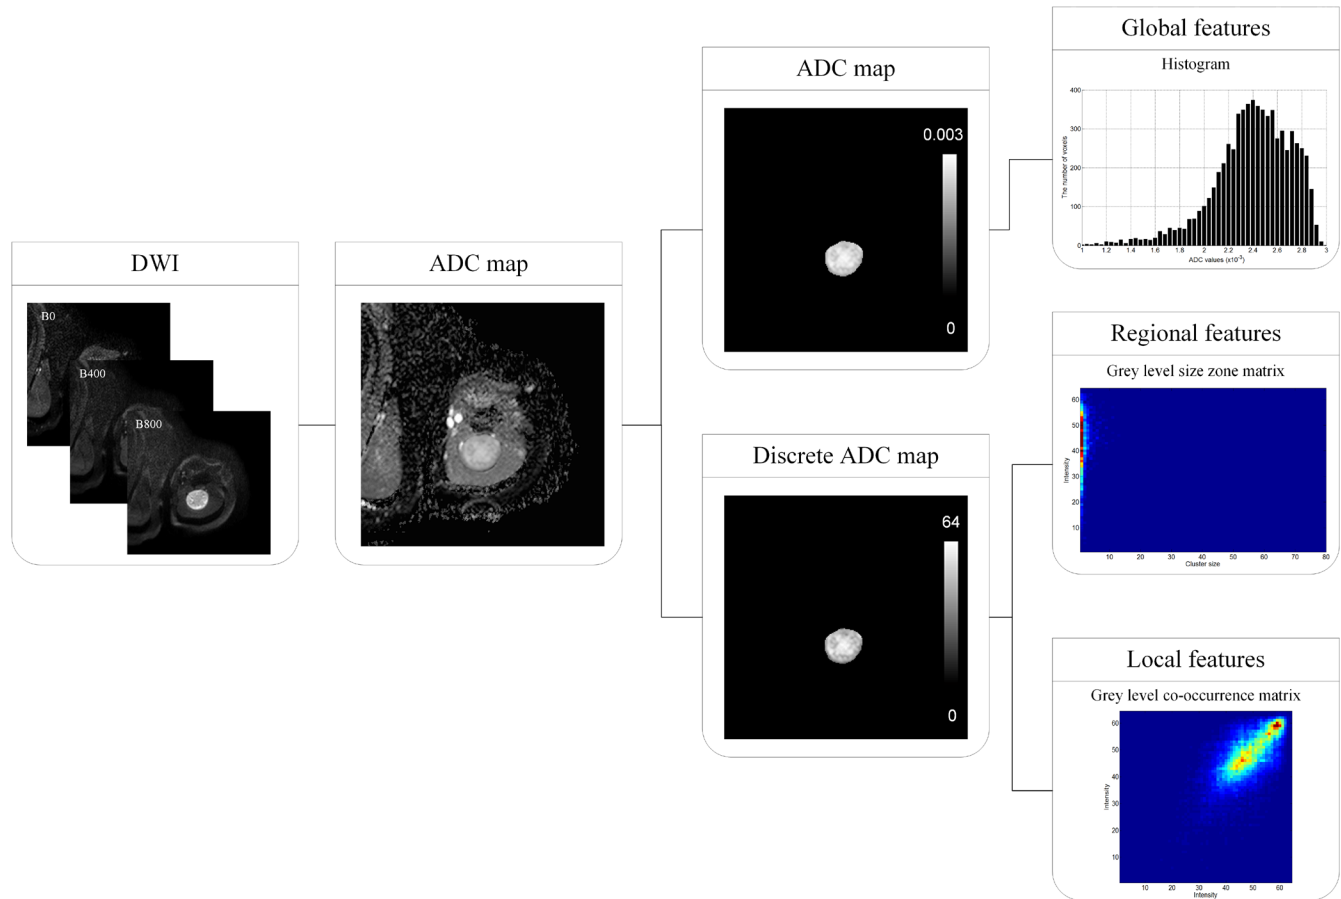 DWI
B0
B400
B800
ADC map
ADC map
0.003
0
Discrete ADC map
64
0
Global features
Histogram
The number of voxels
400
300
200
100
0
1 1.2 1.4 1.6 1.8 2 2.2 2.4 2.6 2.8 3
ADC values (x10-3)
Regional features
Grey level size zone matrix
Intensity
60
50
40
30
20
10
10 20 30 40 50 60 70 80
Cluster size
Local features
Grey level co-occurrence matrix
Intensity
60
50
40
30
20
10
10 20 30 40 50 60
Intensity